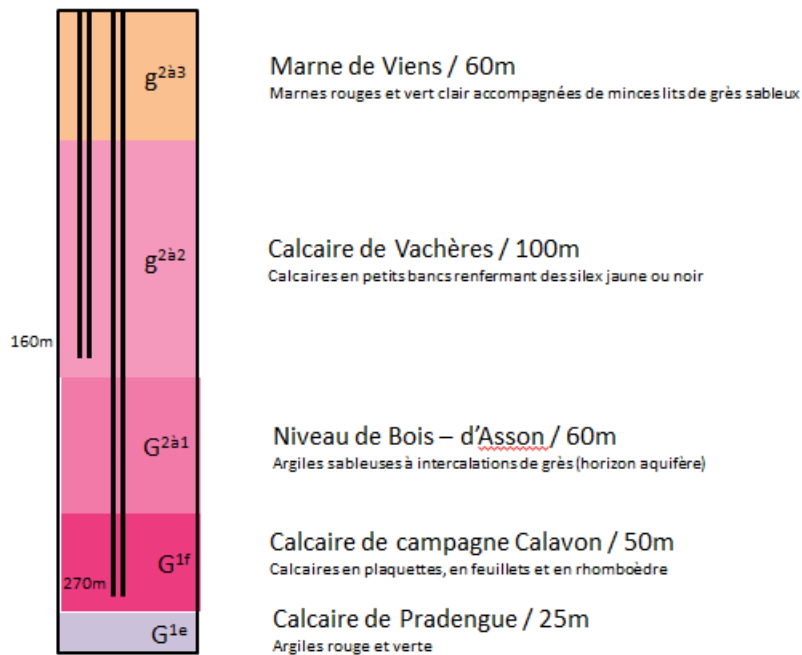 g2à3
Marne de Viens / 60m
Marnes rouges et vert clair accompagnées de minces lits de grès sableux
g2à2
Calcaire de Vachères / 100m
Calcaires en petits bancs renfermant des silex jaune ou noir
160m
G2à1
Niveau de Bois – d’Asson / 60m
Argiles sableuses à intercalations de grès (horizon aquifère)
G1f
Calcaire de campagne Calavon / 50m
Calcaires en plaquettes, en feuillets et en rhomboèdre
270m
G1e
Calcaire de Pradengue / 25m
Argiles rouge et verte